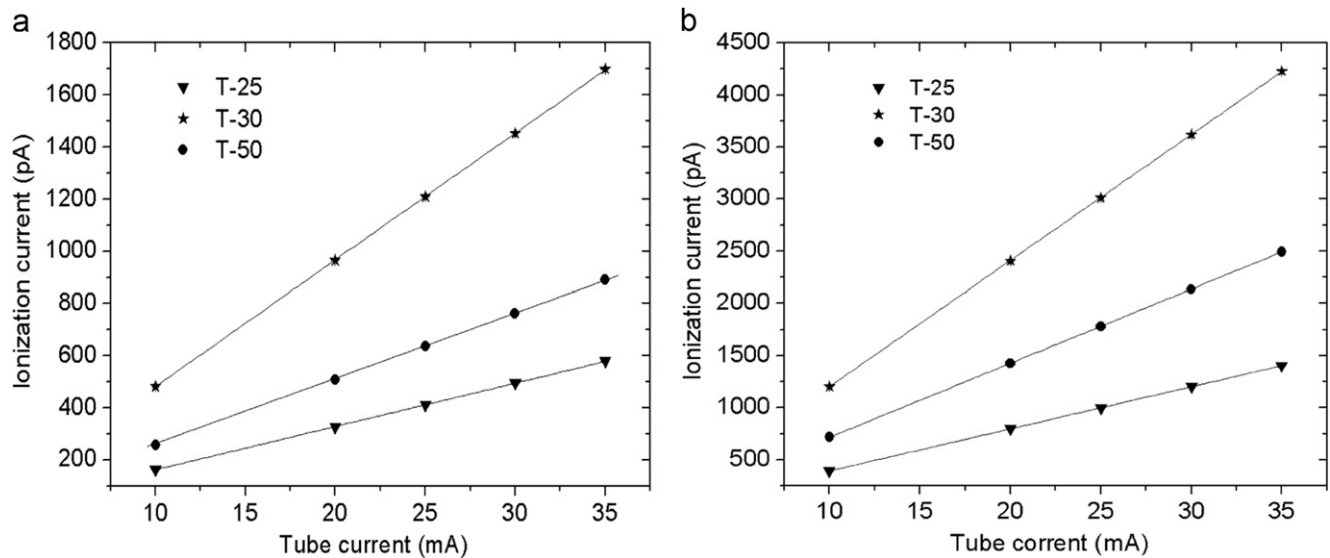 a
1800
1600
1400
1200
1000
800
600
400
200
Ionization current (pA)
T-25
T-30
T-50
10 15 20 25 30 35
Tube current (mA)
b
4500
4000
3500
3000
2500
2000
1500
1000
500
Ionization current (pA)
T-25
T-30
T-50
10 15 20 25 30 35
Tube corrent (mA)